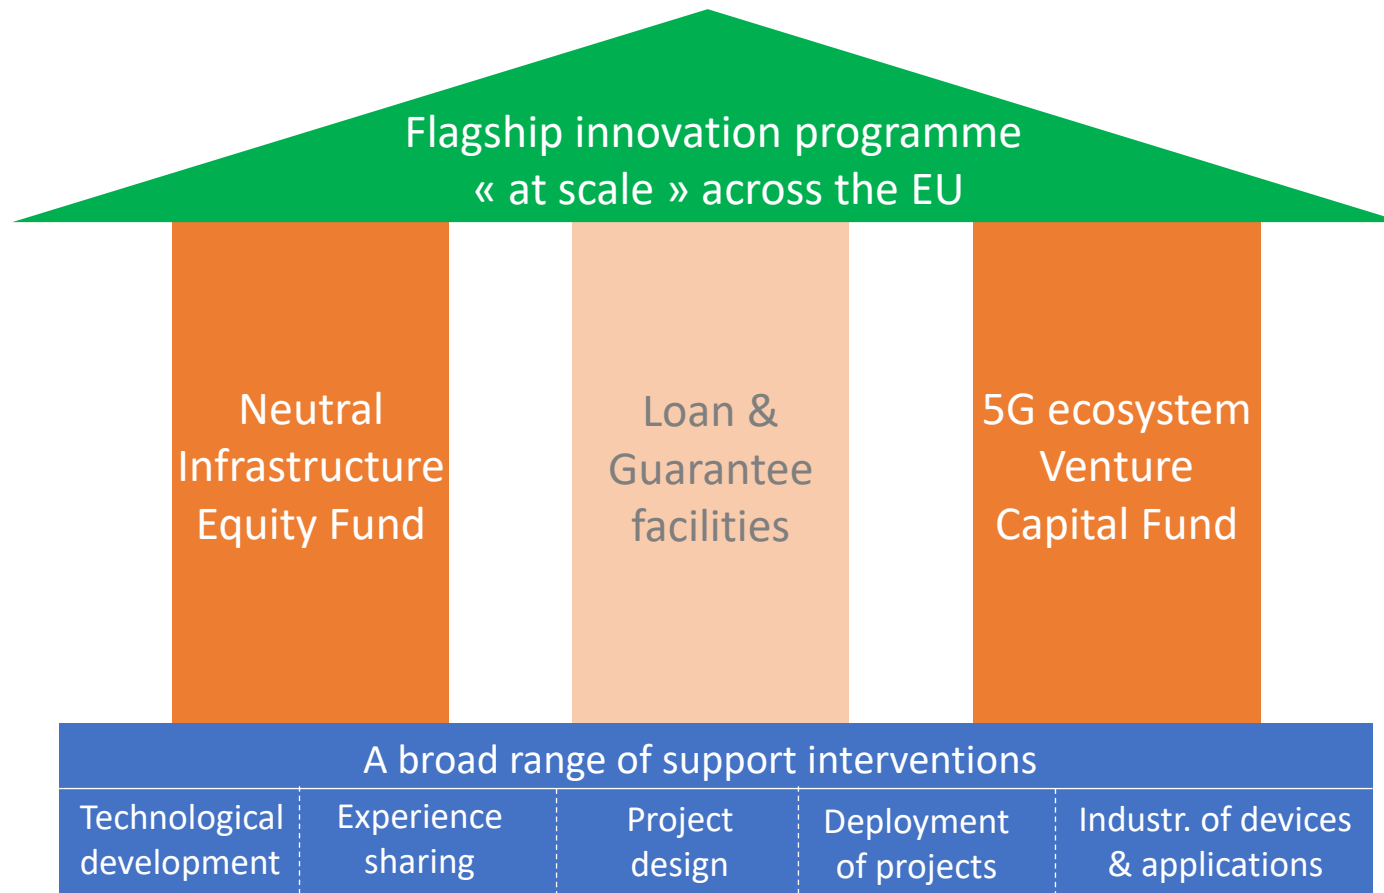 Flagship innovation programme
« at scale » across the EU
Neutral
Infrastructure
Equity Fund
Loan &
Guarantee
facilities
5G ecosystem
Venture
Capital Fund
A broad range of support interventions
Technological
development
Experience
sharing
Project
design
Deployment
of projects
Industr. of devices
& applications